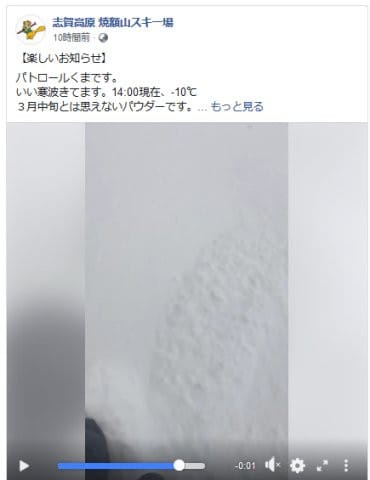 志賀高原 焼額山スキー場
10時間前
【楽しいお知らせ】
パトロールくまです。
いい寒波きてます。14:00現在、-10℃
３月中旬とは思えないパウダーです。... もっと見る
-0:01